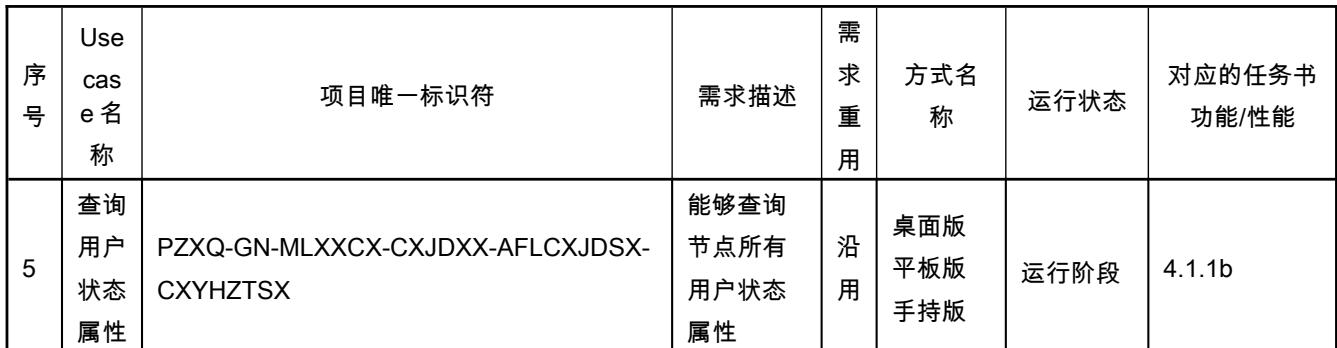 序号
Use case 名称
项目唯一标识符
需求描述
需求重用
方式名称
运行状态
对应的任务书功能/性能
5
查询用户状态属性
PZXQ-GN-MLXXCX-CXJDXX-AFLCXJDSX-
CXYHZTSX
能够查询节点所有用户状态属性
沿用
桌面版
平板版
手持版
运行阶段
4.1.1b